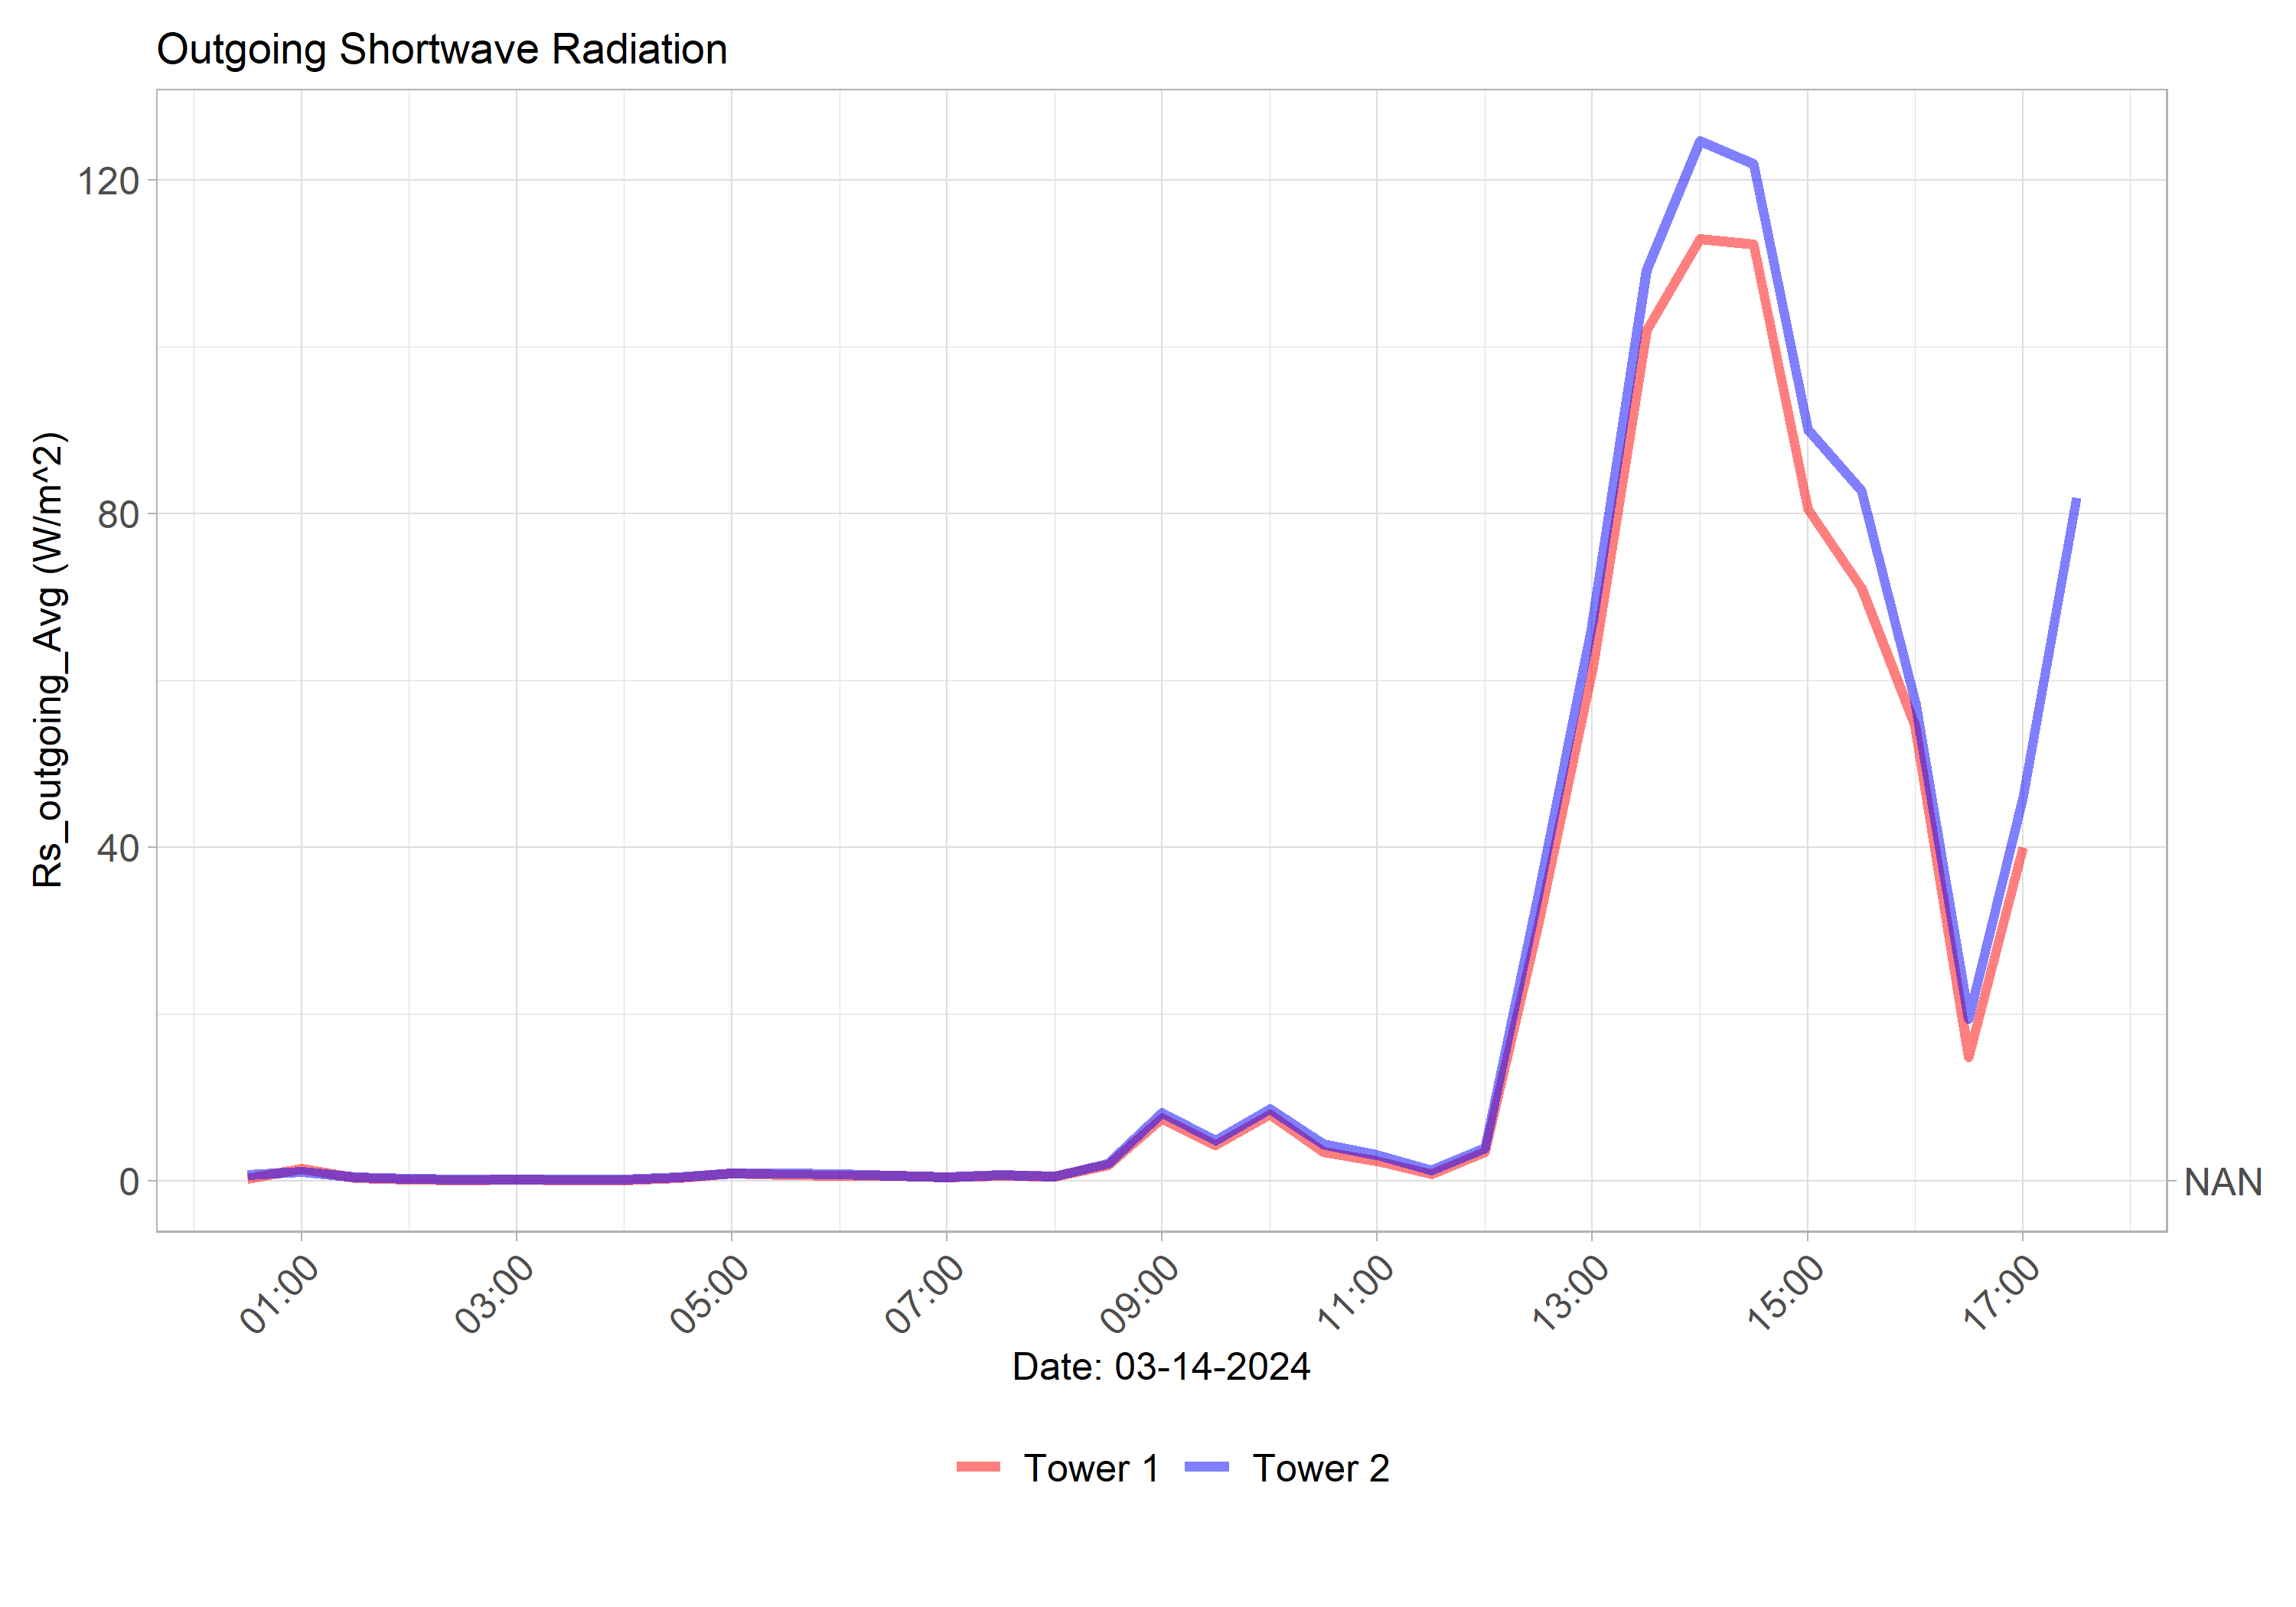 Outgoing Shortwave Radiation
Rs_outgoing_Avg (W/m^2)
120
80
40
0
NAN
01:00
03:00
05:00
07:00
09:00
11:00
13:00
15:00
17:00
Date: 03-14-2024
Tower 1
Tower 2